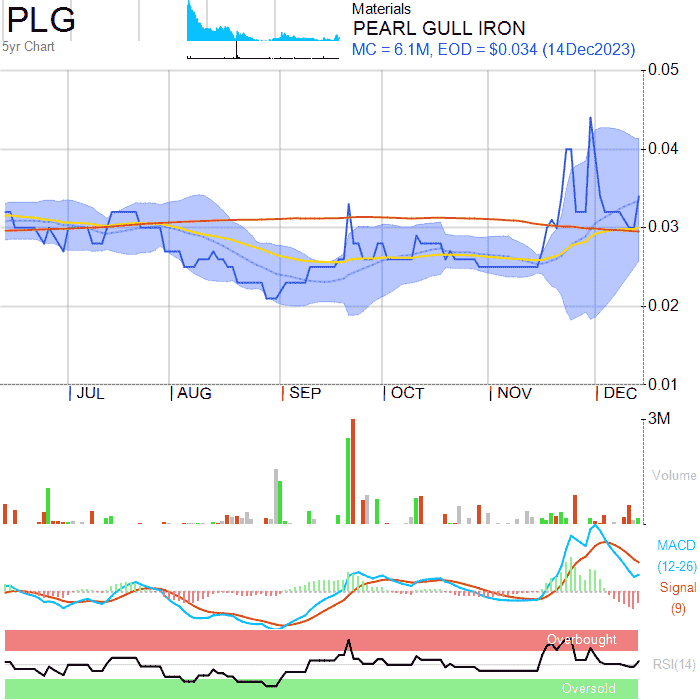 PLG
5yr Chart
Materials
PEARL GULL IRON
MC = 6.1M, EOD = $0.034 (14Dec2023)
0.05
0.04
0.03
0.02
0.01
JUL AUG SEP OCT NOV DEC
3M
Volume
MACD
(12-26)
Signal
(9)
Overbought
RSI(14)
Oversold